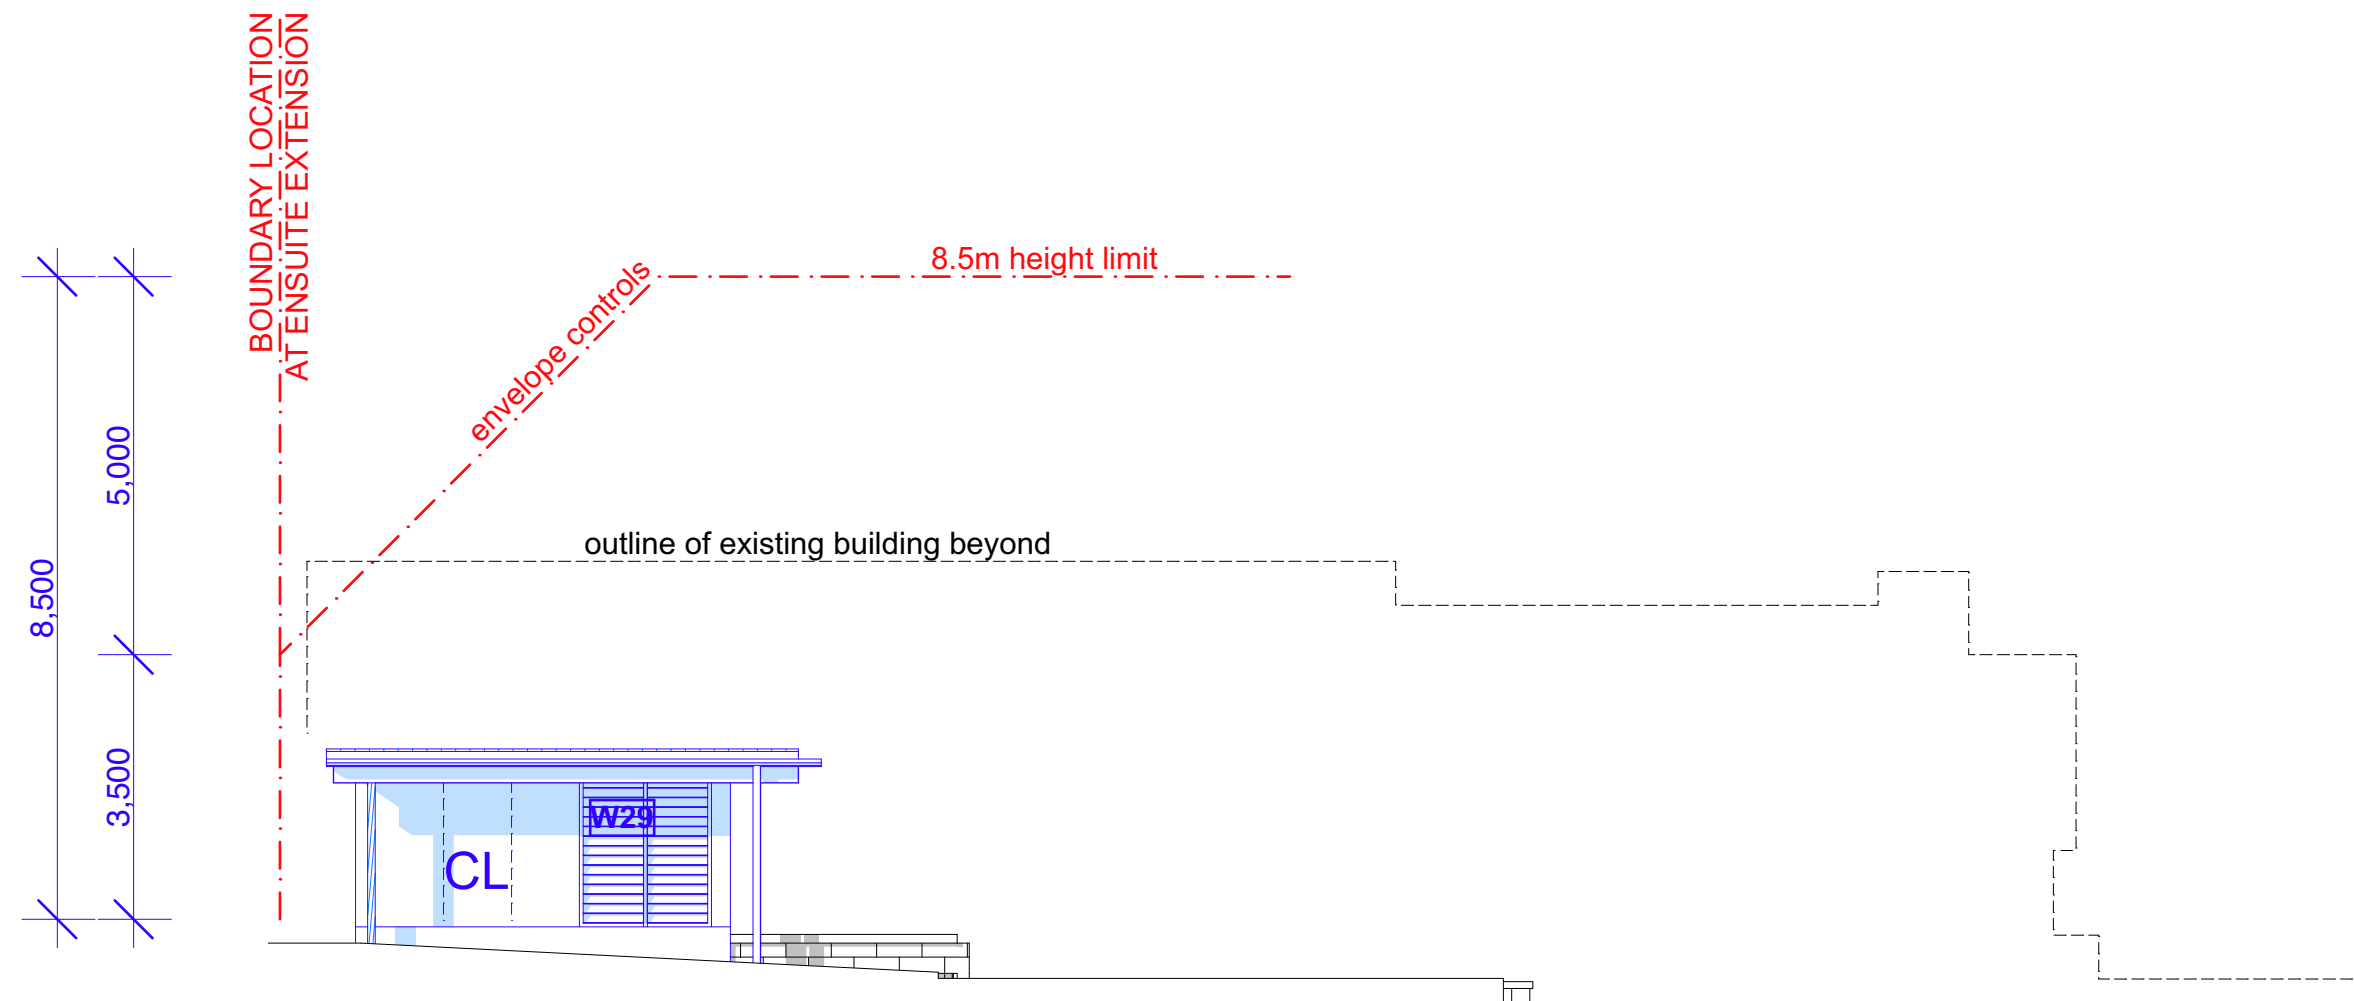 BOUNDARY LOCATION
AT ENSUITE EXTENSION
8.5m height limit
envelope controls
5,000
outline of existing building beyond
8,500
3,500
W29
CL